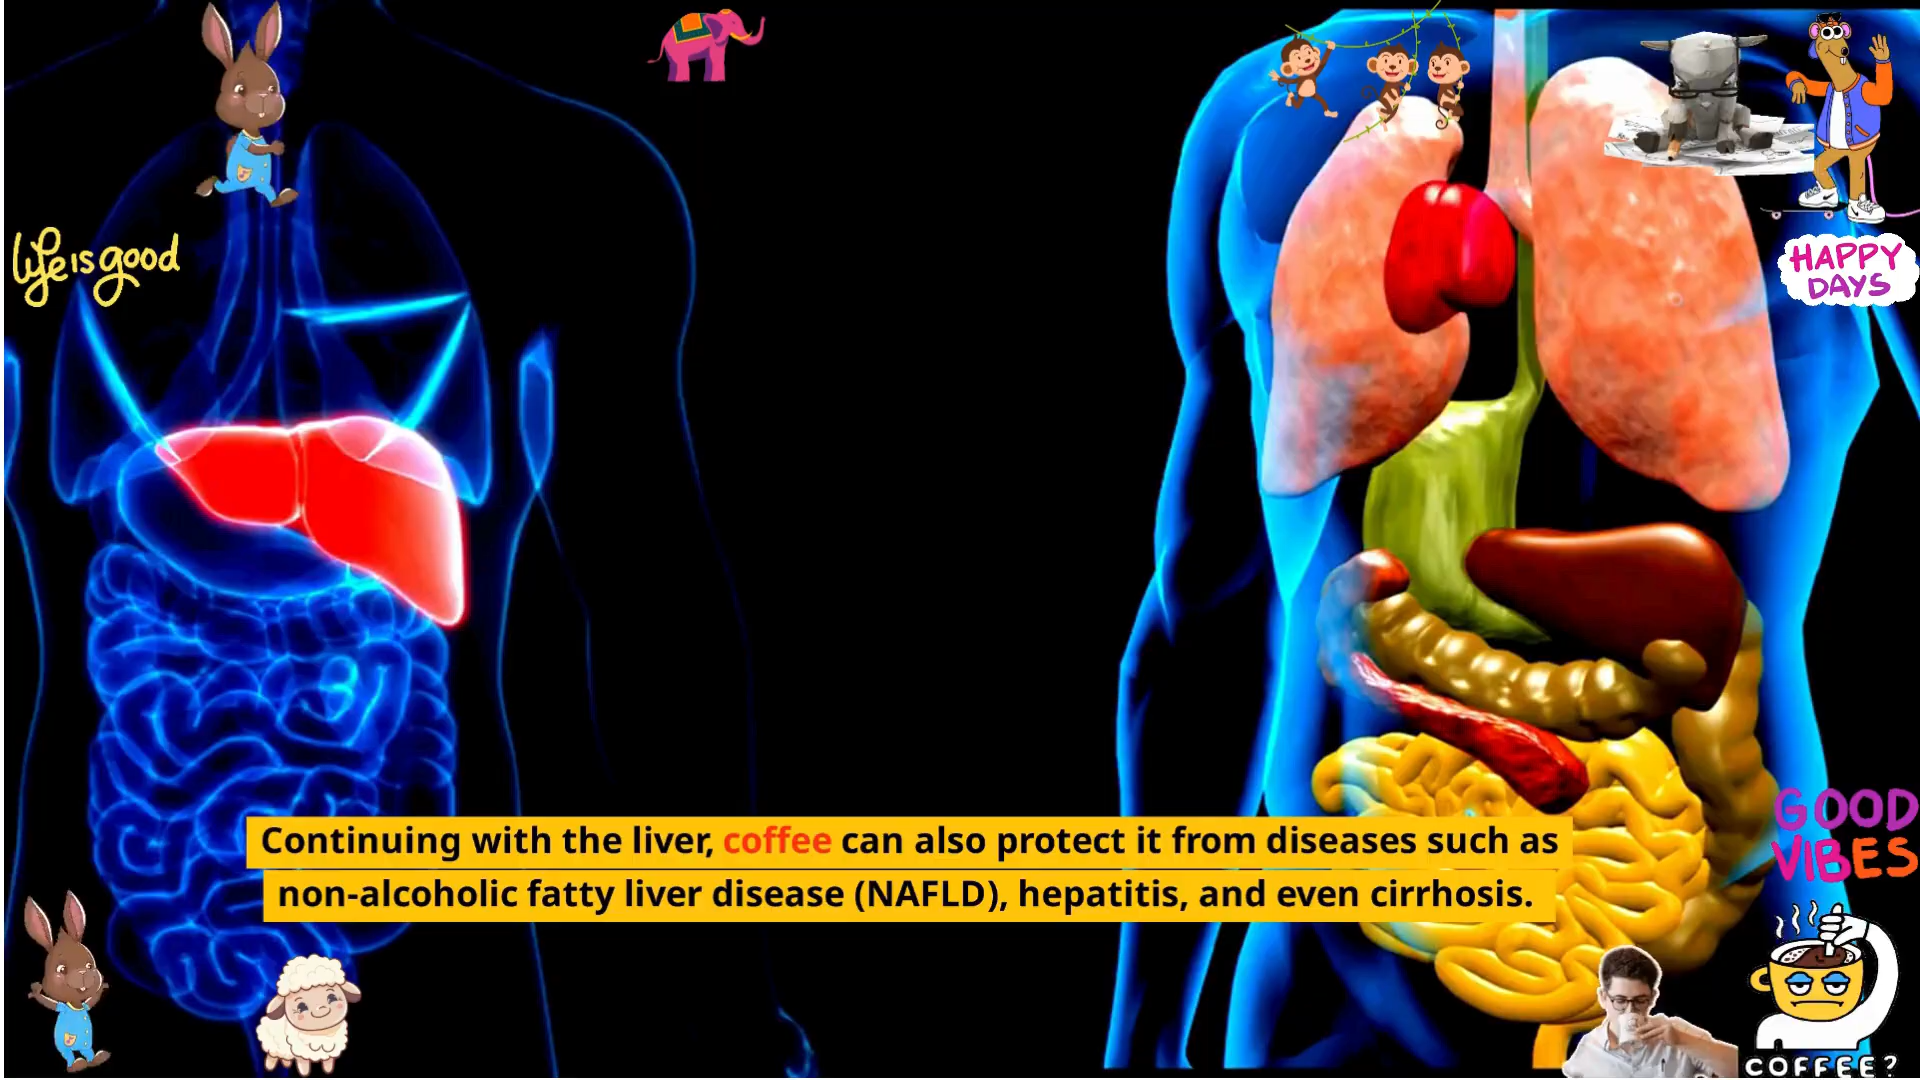 Life is good
HAPPY
DAYS
Continuing with the liver, coffee can also protect it from diseases such as
non-alcoholic fatty liver disease (NAFLD), hepatitis, and even cirrhosis.
GOOD
VIBES
COFFEE?